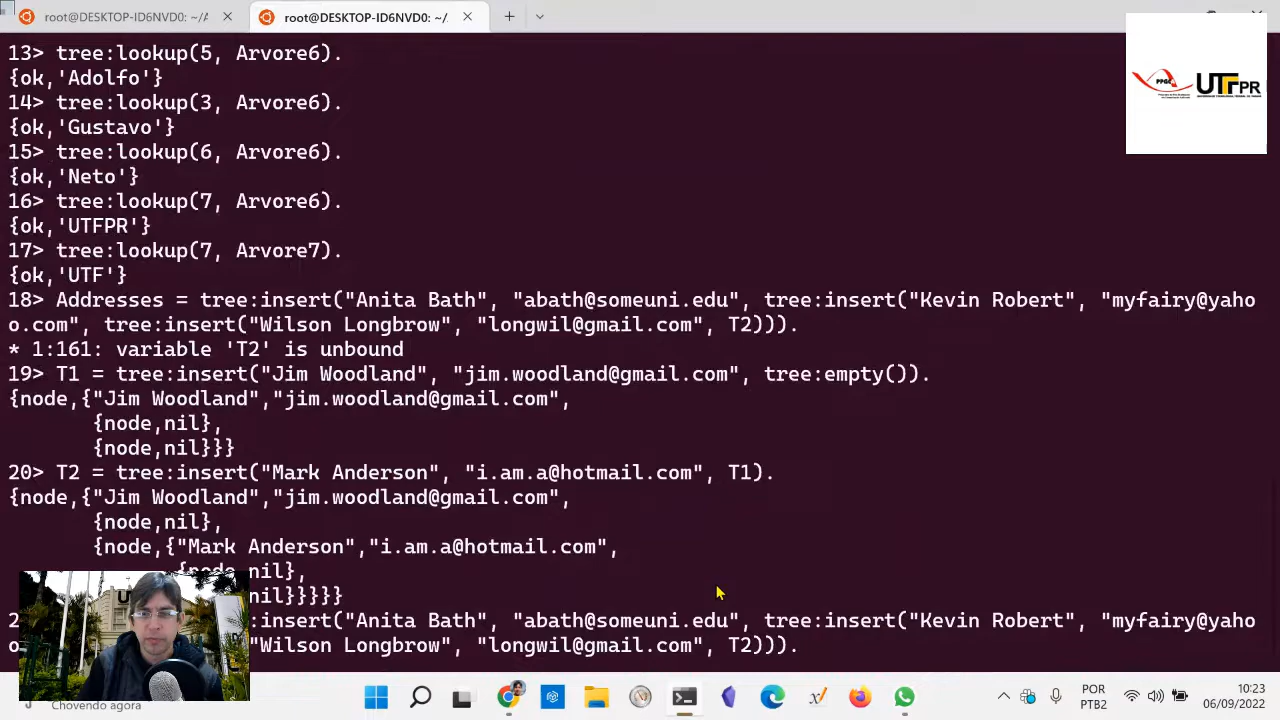 root@DESKTOP-ID6NVD0: ~/A
root@DESKTOP-ID6NVD0: ~/.
13> tree:lookup(5, Arvore6).
{ok,'Adolfo'}
14> tree:lookup(3, Arvore6).
{ok,'Gustavo'}
15> tree:lookup(6, Arvore6).
{ok,'Neto'}
16> tree:lookup(7, Arvore6).
{ok,'UTFPR'}
17> tree:lookup(7, Arvore7).
{ok,'UTF'}
18> Addresses = tree:insert("Anita Bath", "abath@someuni.edu", tree:insert("Kevin Robert", "myfairy@yaho
o.com", tree:insert("Wilson Longbrow", "longwil@gmail.com", T2))).
* 1:161: variable 'T2' is unbound
19> T1 = tree:insert("Jim Woodland", "jim.woodland@gmail.com", tree:empty()).
{node,{"Jim Woodland","jim.woodland@gmail.com",
{node,nil},
{node,nil}}}
20> T2 = tree:insert("Mark Anderson", "i.am.a@hotmail.com", T1).
{node,{"Jim Woodland","jim.woodland@gmail.com",
{node,nil},
{node,{"Mark Anderson","i.am.a@hotmail.com",
{node,nil},
nil}}}}}
2
:insert("Anita Bath", "abath@someuni.edu", tree:insert("Kevin Robert", "myfairy@yaho
o
"Wilson Longbrow", "longwil@gmail.com", T2))).
PPGC
UTFPR
Chovendo agora
POR
PTB2
10:23
06/09/2022